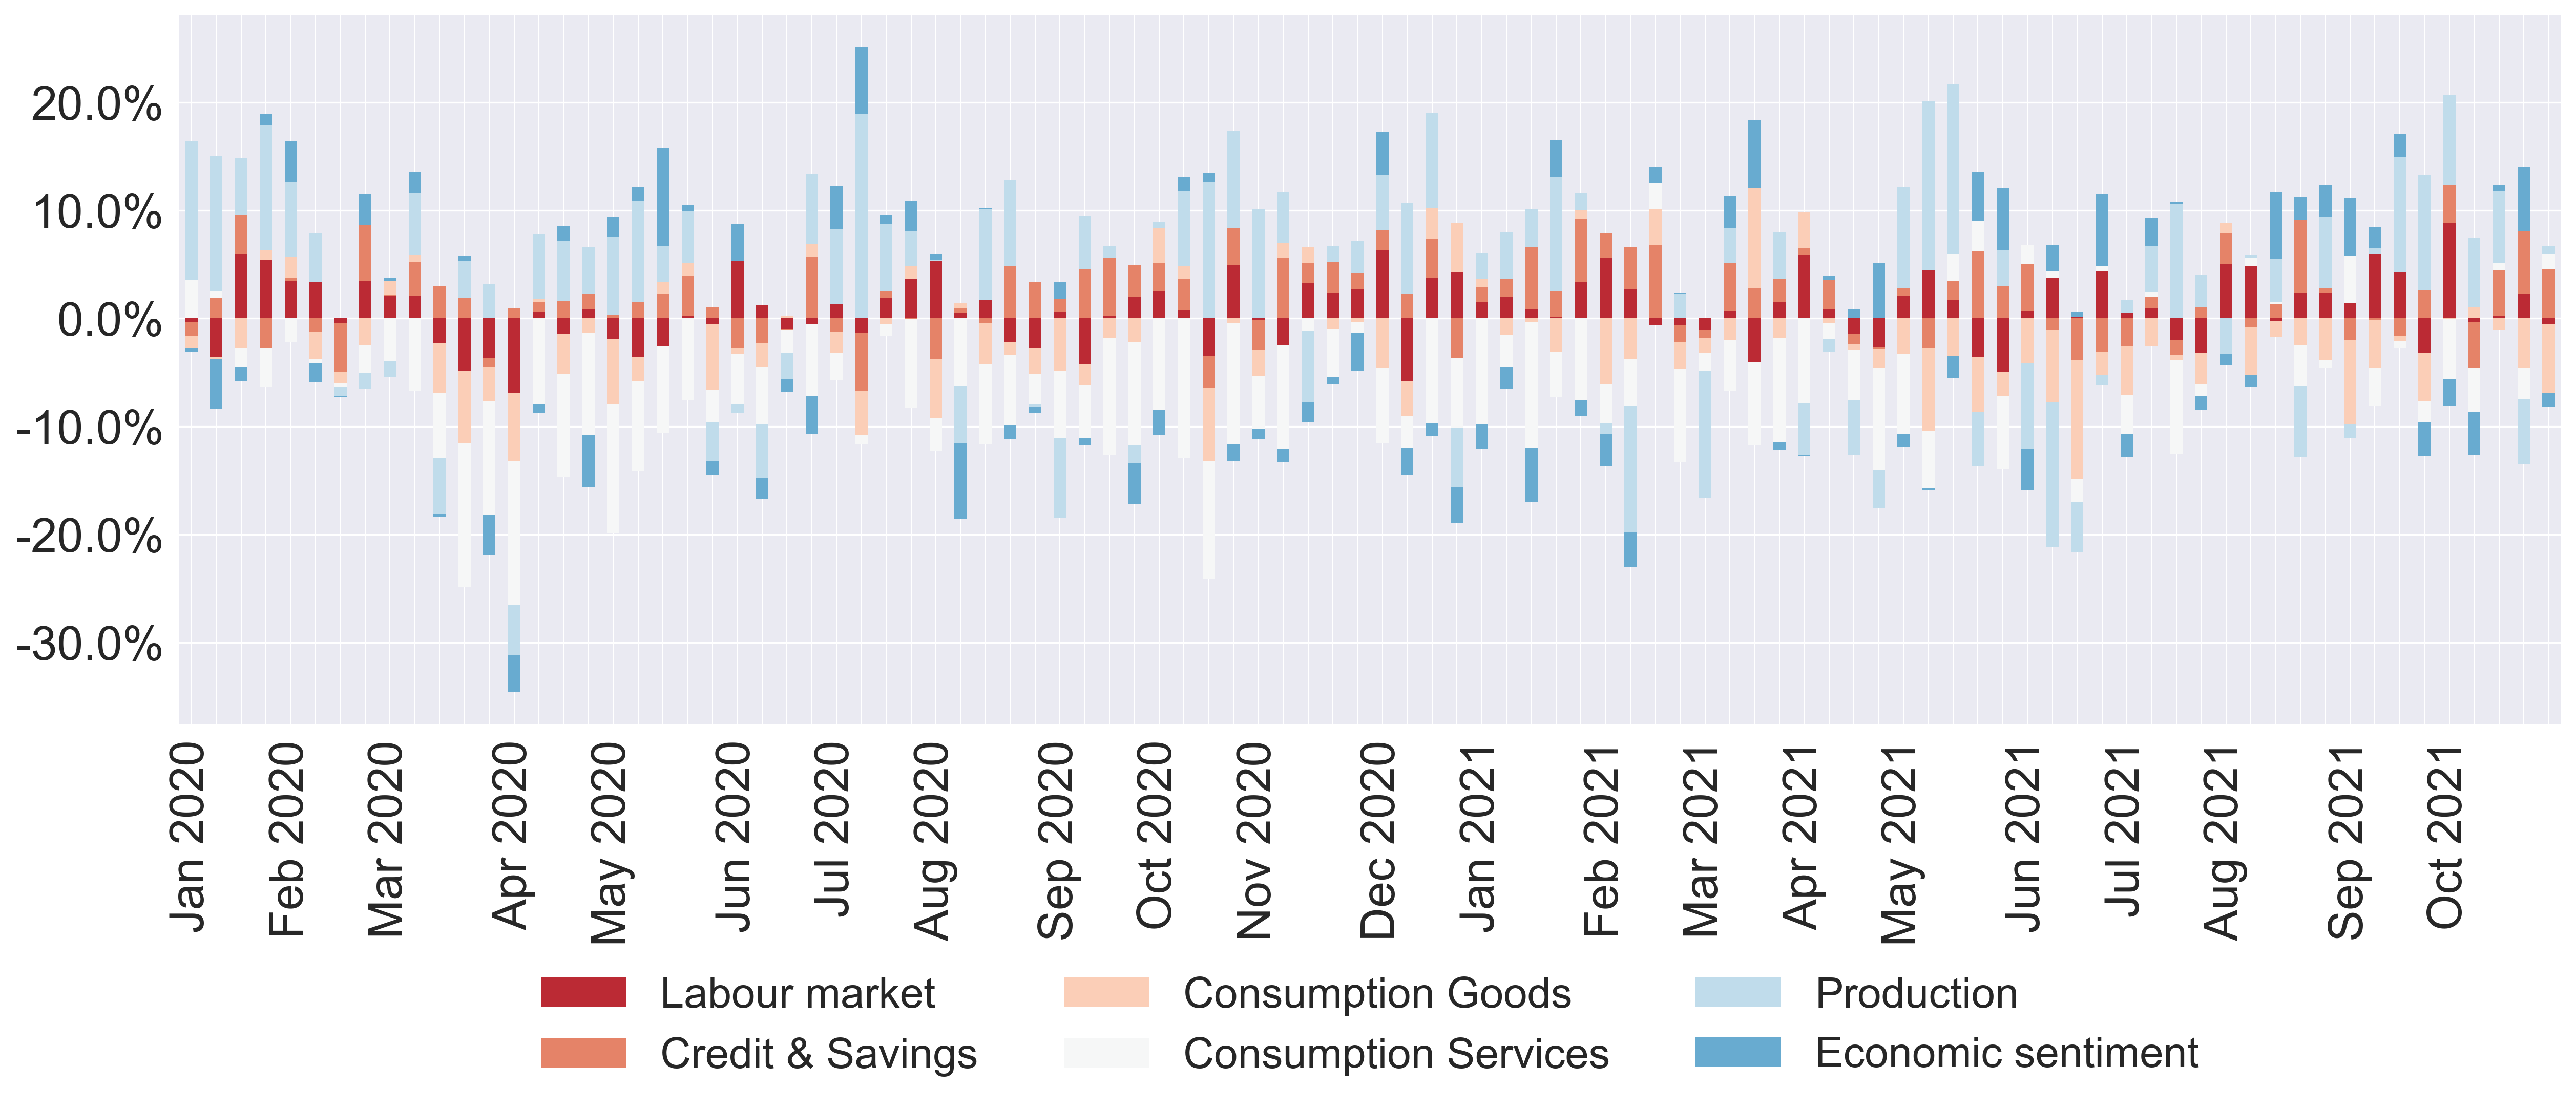 20.0%
10.0%
0.0%
-10.0%
-20.0%
-30.0%
Jan 2020
Feb 2020
Mar 2020
Apr 2020
May 2020
Jun 2020
Jul 2020
Aug 2020
Sep 2020
Oct 2020
Nov 2020
Dec 2020
Jan 2021
Feb 2021
Mar 2021
Apr 2021
May 2021
Jun 2021
Jul 2021
Aug 2021
Sep 2021
Oct 2021
Labour market
Credit & Savings
Consumption Goods
Consumption Services
Production
Economic sentiment